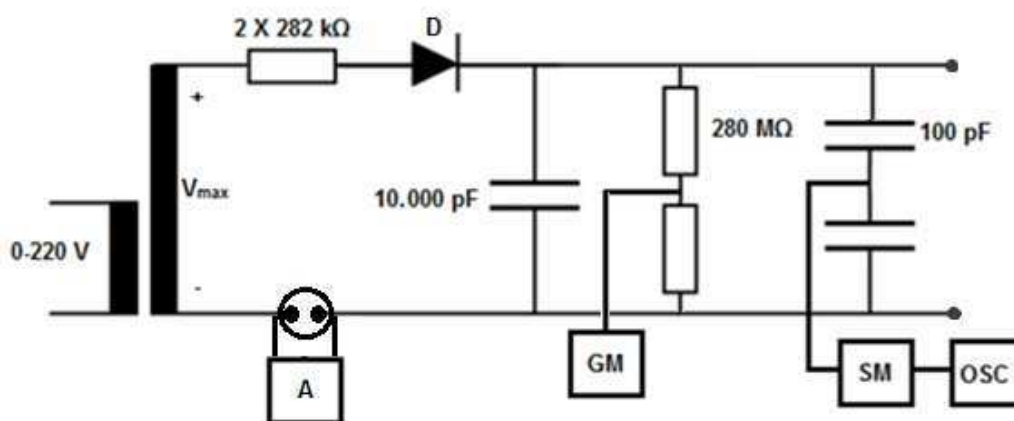 2 X 282 kΩ
D
+
280 MΩ
100 pF
Vmax
10.000 pF
0-220 V
-
A
GM
SM
OSC